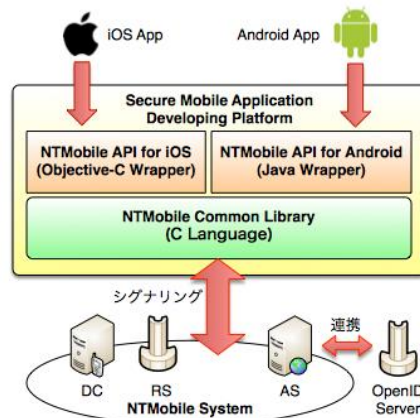 iOS App
Android App
Secure Mobile Application
Developing Platform
NTMobile API for iOS
(Objective-C Wrapper)
NTMobile API for Android
(Java Wrapper)
NTMobile Common Library
(C Language)
シグナリング
連携
DC
RS
AS
OpenID
Server
NTMobile System